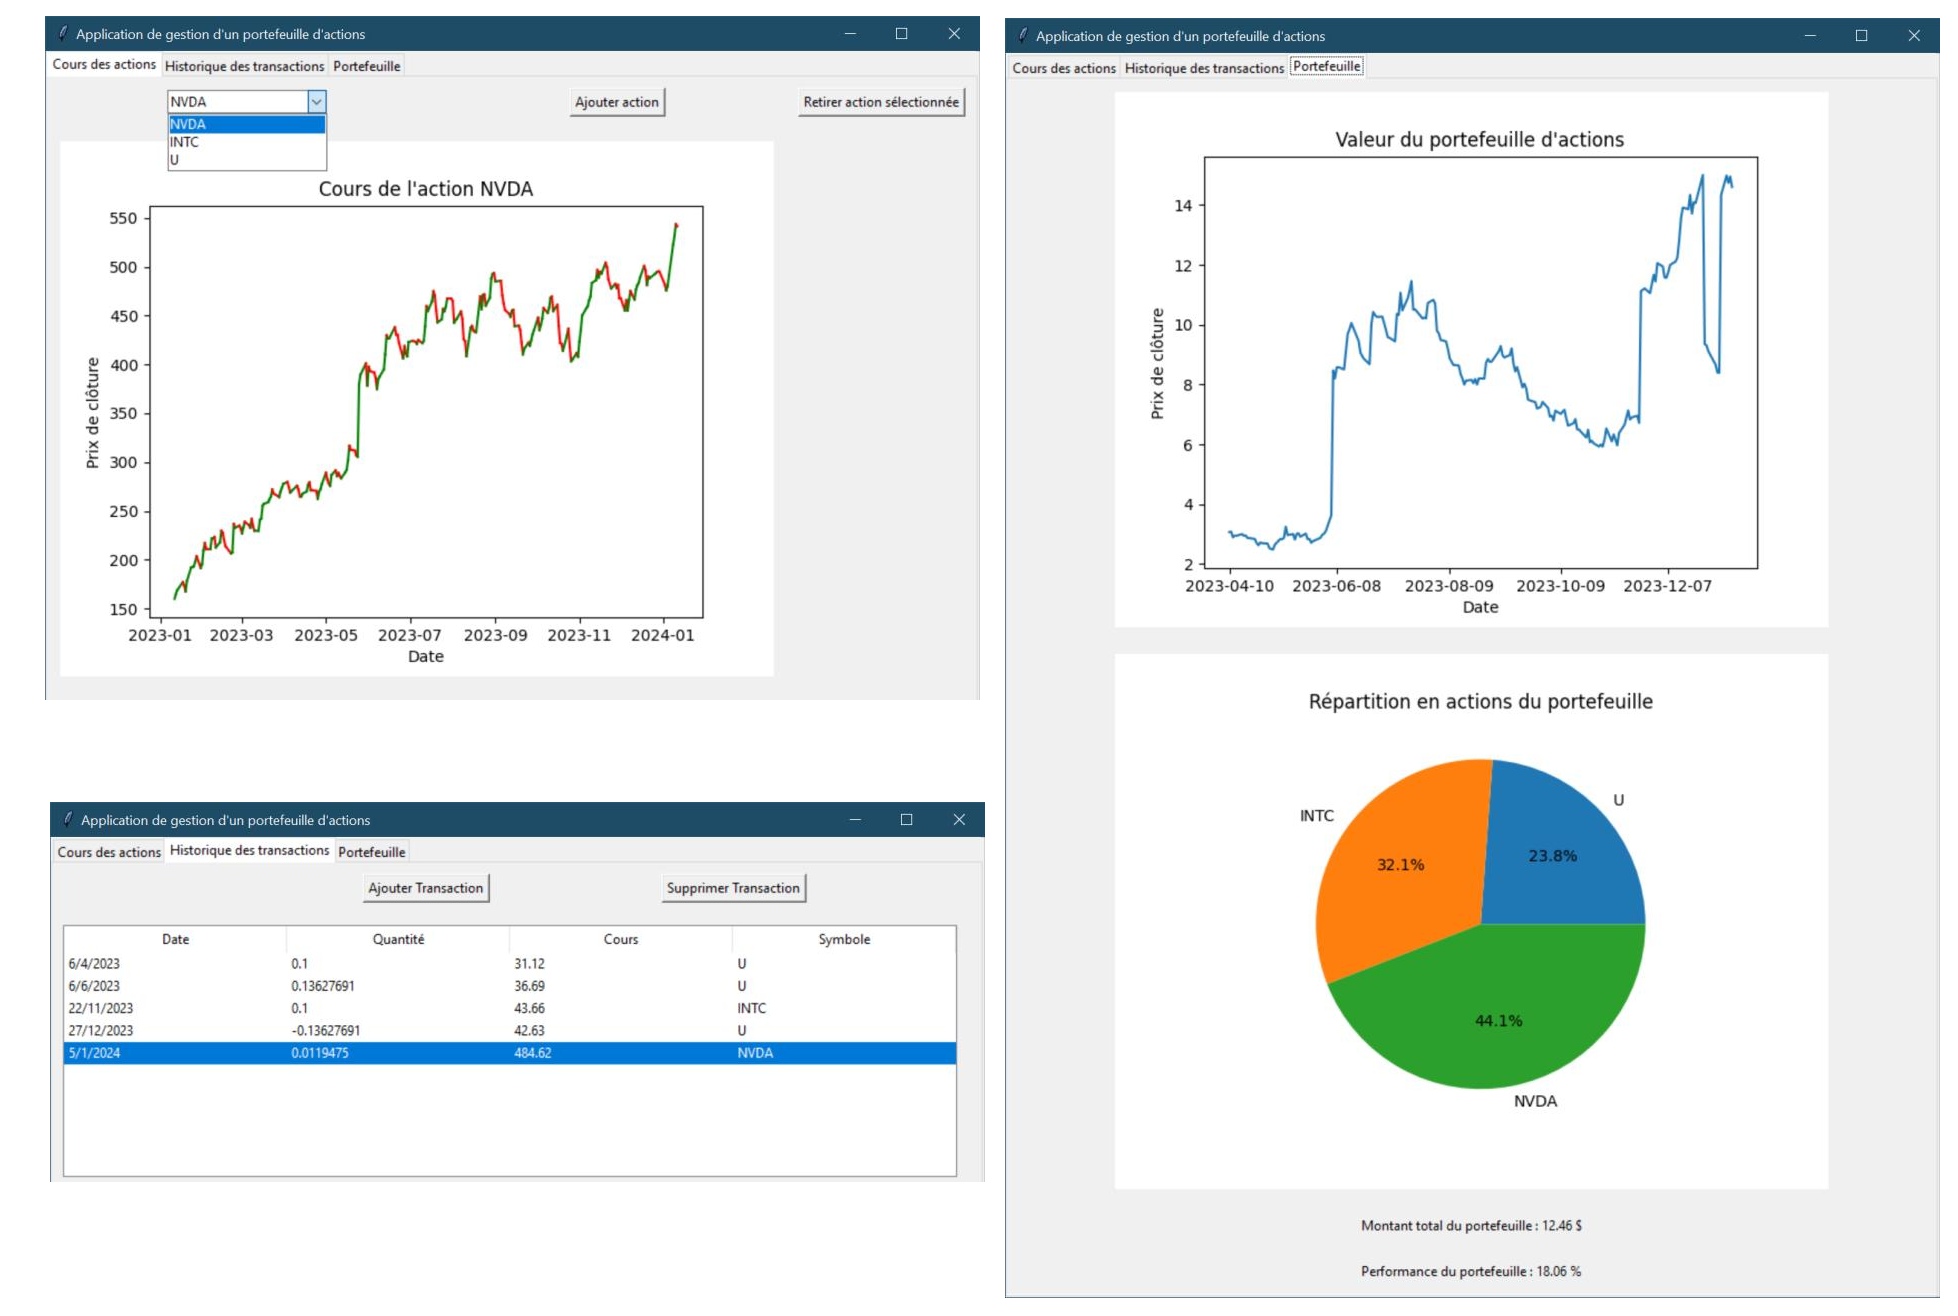 Application de gestion d'un portefeuille d'actions
Cours des actions Historique des transactions Portefeuille
NVDA Ajouter action Retirer action sélectionnée
NVDA
INTC
U
Cours de l'action NVDA
550
500
450
400
350
300
250
200
150
Prix de clôture
2023-01 2023-03 2023-05 2023-07 2023-09 2023-11 2024-01
Date
Application de gestion d'un portefeuille d'actions
Cours des actions Historique des transactions Portefeuille
Ajouter Transaction Supprimer Transaction
Date Quantité Cours Symbole
6/4/2023 0.1 31.12 U
6/6/2023 0.13627691 36.69 U
22/11/2023 0.1 43.66 INTC
27/12/2023 -0.13627691 42.63 U
5/1/2024 0.0119475 484.62 NVDA
Application de gestion d'un portefeuille d'actions
Cours des actions Historique des transactions Portefeuille
Valeur du portefeuille d'actions
14
12
10
8
6
4
2
Prix de clôture
2023-04-10 2023-06-08 2023-08-09 2023-10-09 2023-12-07
Date
Répartition en actions du portefeuille
U
INTC
23.8%
32.1%
44.1%
NVDA
Montant total du portefeuille : 12.46 $
Performance du portefeuille : 18.06 %